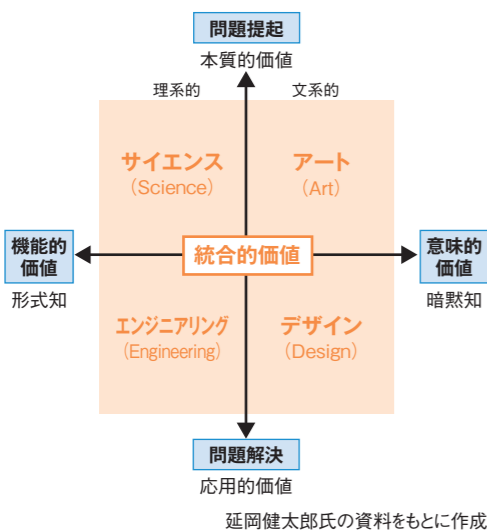 問題提起
本質的価値
理系的
文系的
サイエンス
(Science)
アート
(Art)
機能的
価値
形式知
統合的価値
意味的
価値
暗黙知
エンジニアリング
(Engineering)
デザイン
(Design)
問題解決
応用的価値
延岡健太郎氏の資料をもとに作成